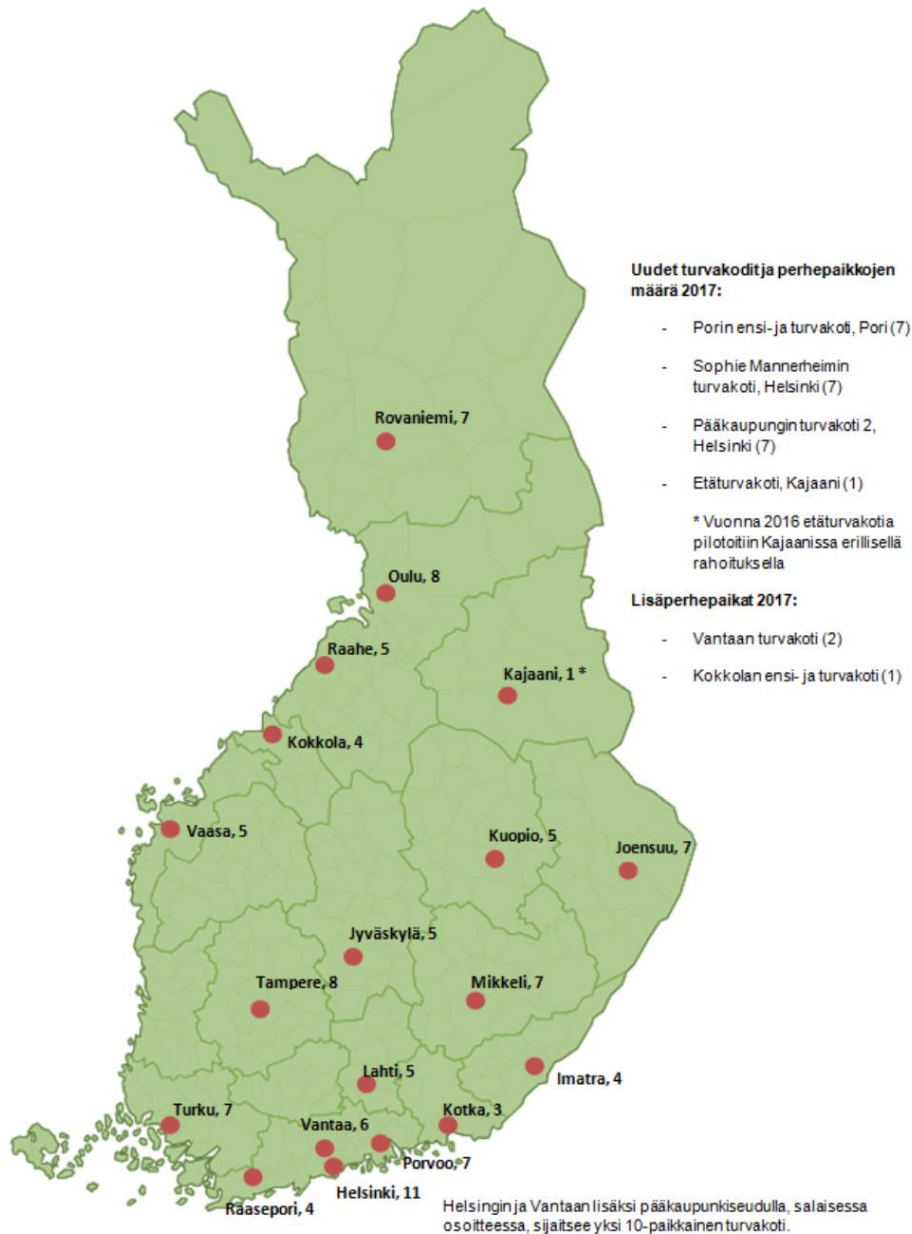 Uudet turvakodit ja perhepaikkojen
määrä 2017:
- Porin ensi- ja turvakoti, Pori (7)
- Sophie Mannerheimin
turvakoti, Helsinki (7)
- Pääkaupungin turvakoti 2,
Helsinki (7)
- Etäturvakoti, Kajaani (1)
* Vuonna 2016 etäturvakotia
pilotoitiin Kajaanissa erillisellä
rahoituksella
Lisäperhepaikat 2017:
- Vantaan turvakoti (2)
- Kokkolan ensi- ja turvakoti (1)
Rovaniemi, 7
Oulu, 8
Raahe, 5
Kajaani, 1 *
Kokkola, 4
Vaasa, 5
Kuopio, 5
Joensuu, 7
Jyväskylä, 5
Tampere, 8
Mikkeli, 7
Lahti, 5
Imatra, 4
Turku, 7
Kotka, 3
Vantaa, 6
Porvoo, 7
Helsinki, 11
Raasepori, 4
Helsingin ja Vantaan lisäksi pääkaupunkiseudulla, salaisessa
osoitteessa, sijaitsee yksi 10-paikkainen turvakoti.